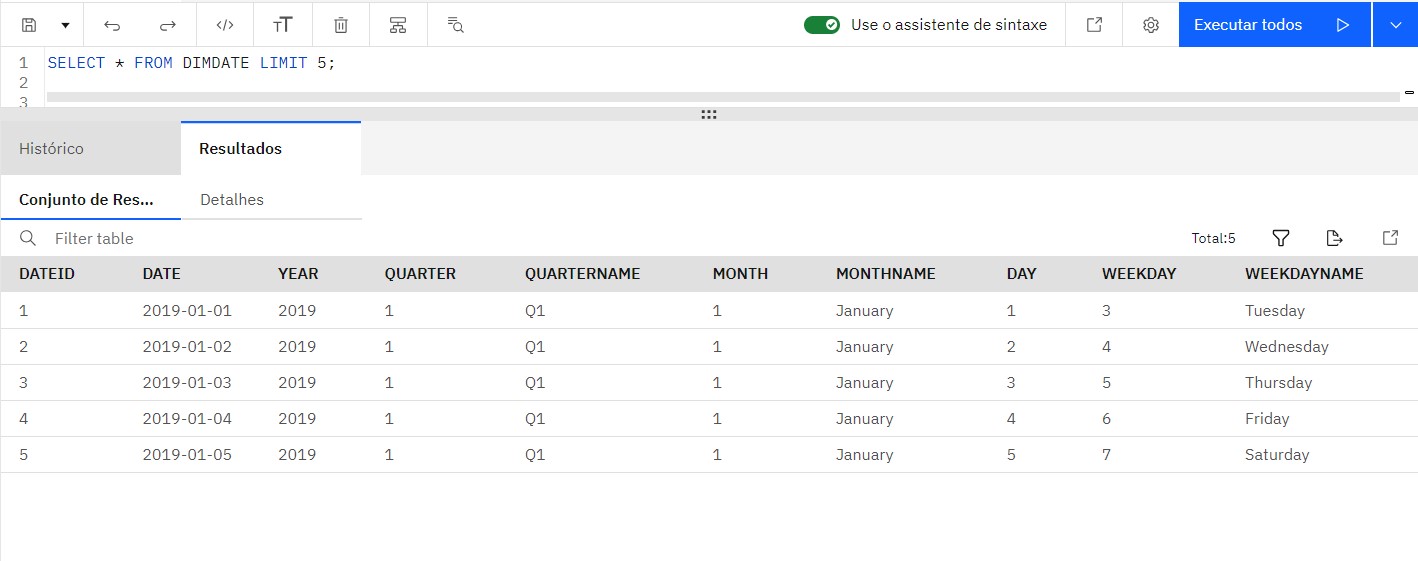 </> TT Use o assistente de sintaxe Executar todos
1 SELECT * FROM DIMDATE LIMIT 5;
2
3
Histórico Resultados
Conjunto de Res... Detalhes
Filter table Total:5
DATEID DATE YEAR QUARTER QUARTERNAME MONTH MONTHNAME DAY WEEKDAY WEEKDAYNAME
1 2019-01-01 2019 1 Q1 1 January 1 3 Tuesday
2 2019-01-02 2019 1 Q1 1 January 2 4 Wednesday
3 2019-01-03 2019 1 Q1 1 January 3 5 Thursday
4 2019-01-04 2019 1 Q1 1 January 4 6 Friday
5 2019-01-05 2019 1 Q1 1 January 5 7 Saturday